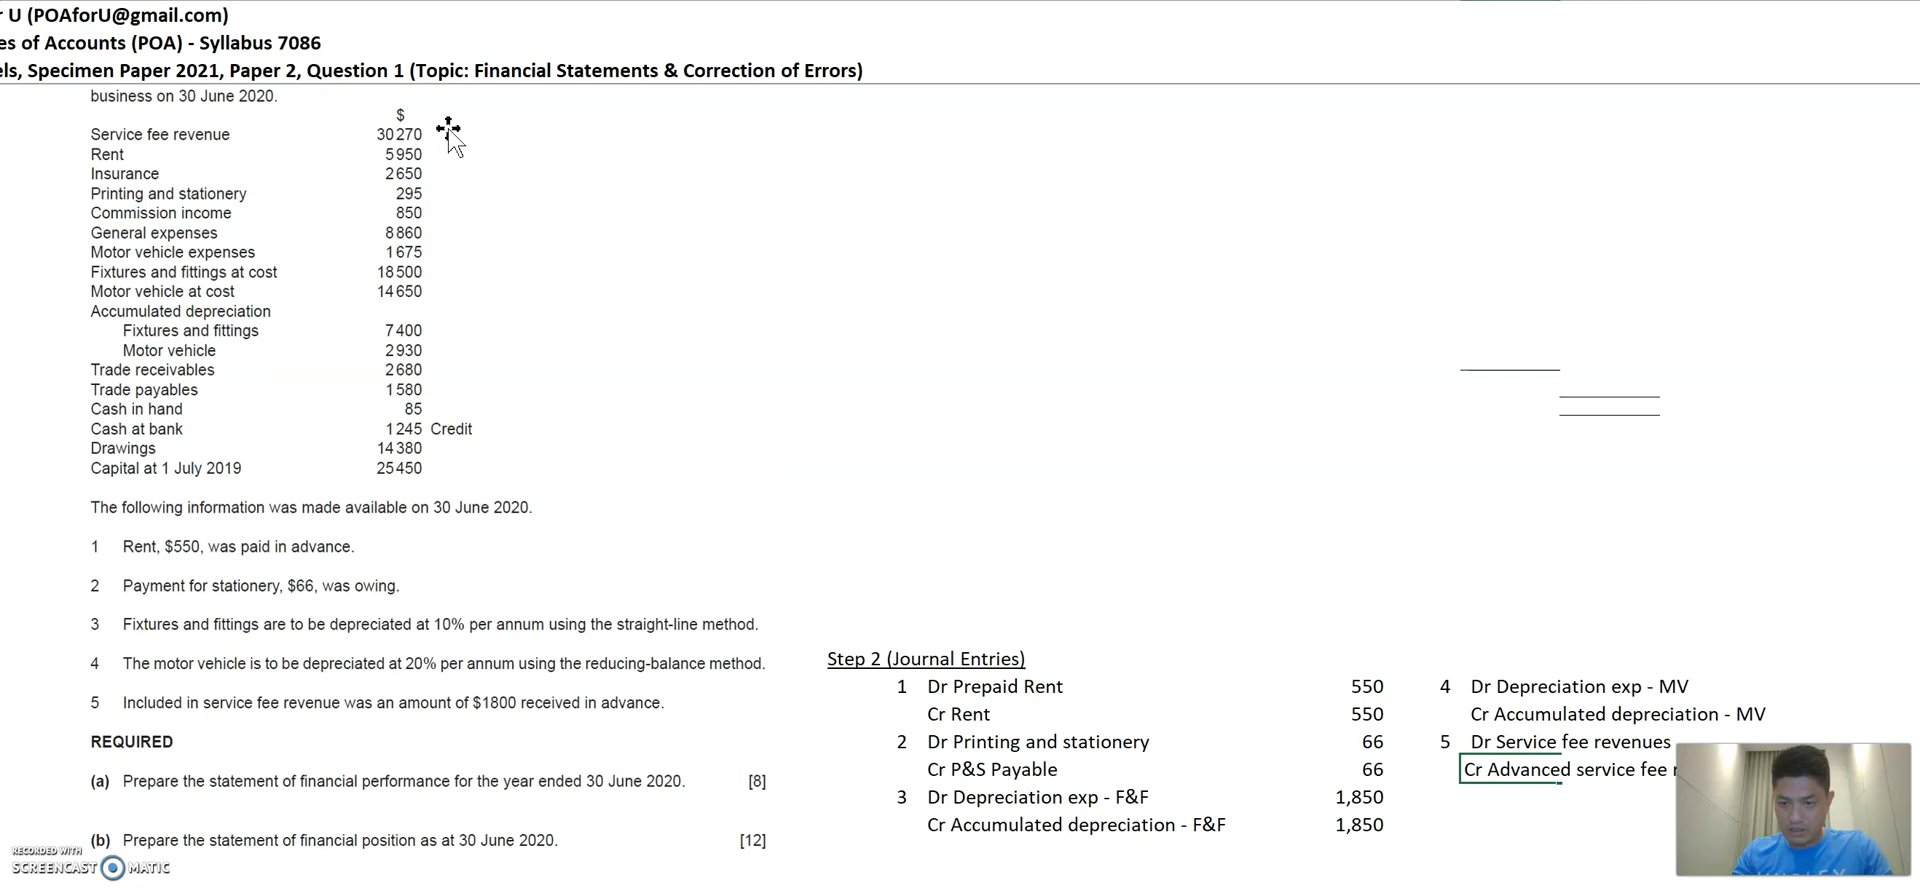 r U (POAforU@gmail.com)
es of Accounts (POA) - Syllabus 7086
els, Specimen Paper 2021, Paper 2, Question 1 (Topic: Financial Statements & Correction of Errors)
business on 30 June 2020.
$
Service fee revenue 30270
Rent 5950
Insurance 2650
Printing and stationery 295
Commission income 850
General expenses 8860
Motor vehicle expenses 1675
Fixtures and fittings at cost 18500
Motor vehicle at cost 14650
Accumulated depreciation
Fixtures and fittings 7400
Motor vehicle 2930
Trade receivables 2680
Trade payables 1580
Cash in hand 85
Cash at bank 1245 Credit
Drawings 14380
Capital at 1 July 2019 25450
The following information was made available on 30 June 2020.
1 Rent, $550, was paid in advance.
2 Payment for stationery, $66, was owing.
3 Fixtures and fittings are to be depreciated at 10% per annum using the straight-line method.
4 The motor vehicle is to be depreciated at 20% per annum using the reducing-balance method.
5 Included in service fee revenue was an amount of $1800 received in advance.
REQUIRED
(a) Prepare the statement of financial performance for the year ended 30 June 2020. [8]
(b) Prepare the statement of financial position as at 30 June 2020. [12]
Step 2 (Journal Entries)
1 Dr Prepaid Rent 550
Cr Rent 550
2 Dr Printing and stationery 66
Cr P&S Payable 66
3 Dr Depreciation exp - F&F 1,850
Cr Accumulated depreciation - F&F 1,850
4 Dr Depreciation exp - MV
Cr Accumulated depreciation - MV
5 Dr Service fee revenues
Cr Advanced service fee
RECORDED WITH
SCREENCAST MATIC